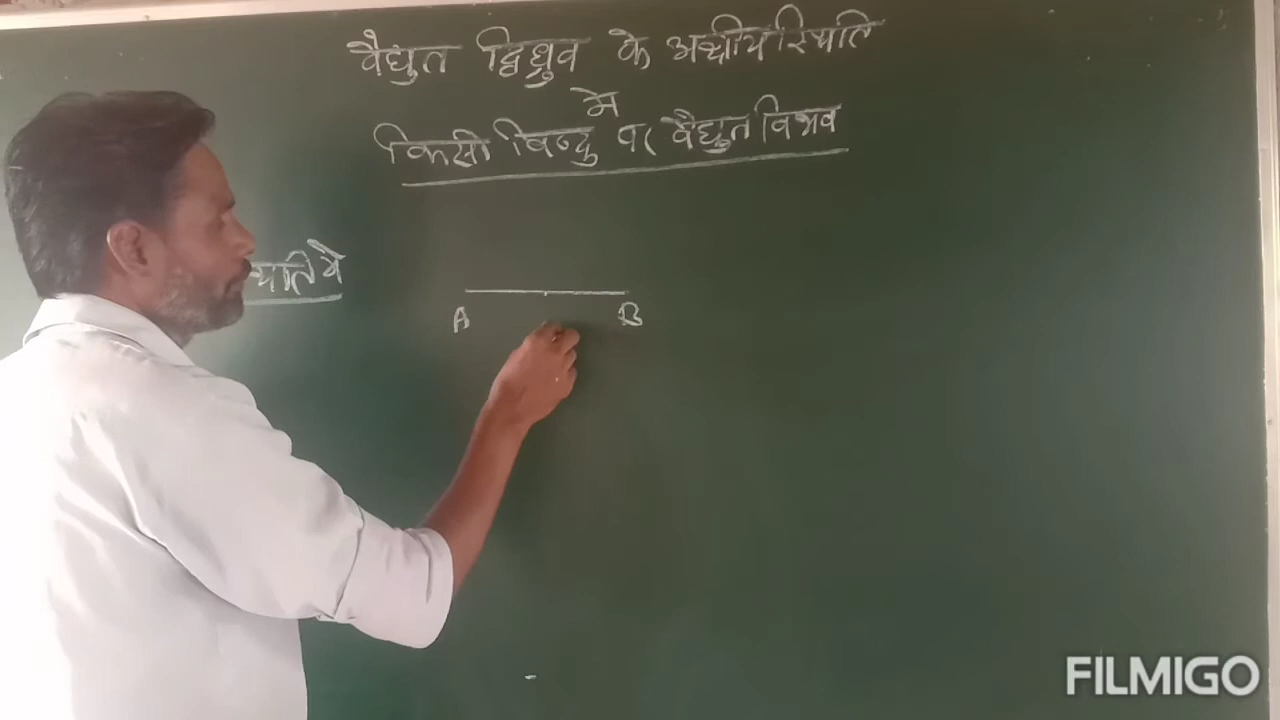 वैद्युत द्विध्रुव के अक्षीय स्थिति
में
किसी बिन्दु पर वैद्युत विभव
A B
FILMIGO